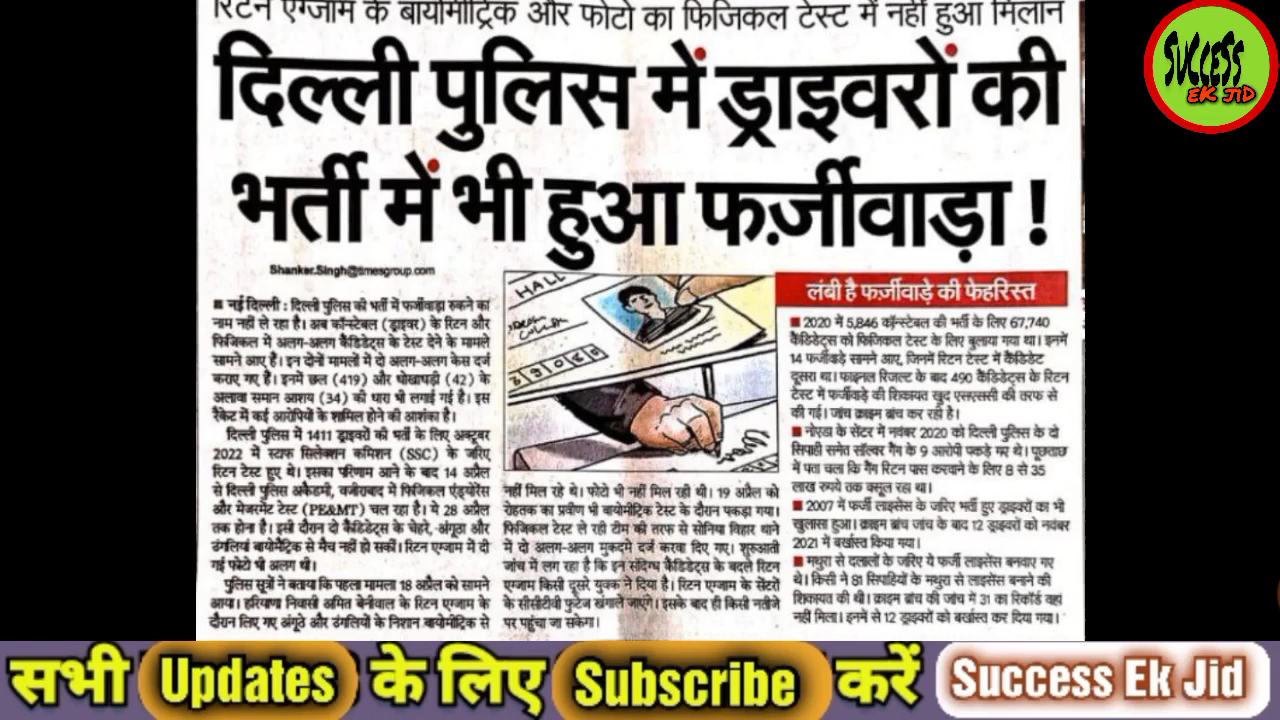 रिटन एग्जाम के बायोमीट्रिक और फोटो का फिजिकल टेस्ट में नहीं हुआ मिलान
SUCCESS
EK JID
दिल्ली पुलिस में ड्राइवरों की
भर्ती में भी हुआ फर्ज़ीवाड़ा !
Shanker.Singh@timesgroup.com
■ नई दिल्ली : दिल्ली पुलिस की भर्ती में फर्जीवाड़ा रुकने का
नाम नहीं ले रहा है। अब कॉन्स्टेबल (ड्राइवर) के रिटन और
फिजिकल में अलग-अलग कैंडिडेट्स के टेस्ट देने के मामले
सामने आए हैं। इन दोनों मामलों में दो अलग-अलग केस दर्ज
कराए गए हैं। इनमें छल (419) और धोखाधड़ी (42) के
अलावा समान आशय (34) की धारा भी लगाई गई है। इस
रैकेट में कई आरोपियों के शामिल होने की आशंका है।
दिल्ली पुलिस में 1411 ड्राइवरों की भर्ती के लिए अक्टूबर
2022 में स्टाफ सिलेक्शन कमिशन (SSC) के जरिए
रिटन टेस्ट हुए थे। इसका परिणाम आने के बाद 14 अप्रैल
से दिल्ली पुलिस अकैडमी, वजीराबाद में फिजिकल एंड्योरेंस
और मेजरमेंट टेस्ट (PE&MT) चल रहा है। ये 28 अप्रैल
तक होना है। इसी दौरान दो कैंडिडेट्स के चेहरे, अंगूठा और
उंगलियां बायोमैट्रिक से मैच नहीं हो सकीं। रिटन एग्जाम में दी
गई फोटो भी अलग थी।
पुलिस सूत्रों ने बताया कि पहला मामला 18 अप्रैल को सामने
आया। हरियाणा निवासी अमित बेनीवाल के रिटन एग्जाम के
दौरान लिए गए अंगूठे और उंगलियों के निशान बायोमीट्रिक से
HALL
नहीं मिल रहे थे। फोटो भी नहीं मिल रही थी। 19 अप्रैल को
रोहतक का प्रवीण भी बायोमीट्रिक टेस्ट के दौरान पकड़ा गया।
फिजिकल टेस्ट ले रही टीम की तरफ से सोनिया विहार थाने
में दो अलग-अलग मुकदमे दर्ज करवा दिए गए। शुरुआती
जांच में लग रहा है कि इन संदिग्ध कैंडिडेट्स के बदले रिटन
एग्जाम किसी दूसरे युवक ने दिया है। रिटन एग्जाम के सेंटरों
के सीसीटीवी फुटेज खंगाले जाएंगे। इसके बाद ही किसी नतीजे
पर पहुंचा जा सकेगा।
लंबी है फर्ज़ीवाड़े की फेहरिस्त
■ 2020 में 5,846 कॉन्स्टेबल की भर्ती के लिए 67,740
कैंडिडेट्स को फिजिकल टेस्ट के लिए बुलाया गया था। इनमें
14 फर्जीवाड़े सामने आए, जिनमें रिटन टेस्ट में कैंडिडेट
दूसरा था। फाइनल रिजल्ट के बाद 490 कैंडिडेट्स के रिटन
टेस्ट में फर्जीवाड़े की शिकायत खुद एसएससी की तरफ से
की गई। जांच क्राइम ब्रांच कर रही है।
■ नोएडा के सेंटर में नवंबर 2020 को दिल्ली पुलिस के दो
सिपाही समेत सॉल्वर गैंग के 9 आरोपी पकड़े गए थे। पूछताछ
में पता चला कि गैंग रिटन पास करवाने के लिए 8 से 35
लाख रुपये तक वसूल रहा था।
■ 2007 में फर्जी लाइसेंस के जरिए भर्ती हुए ड्राइवरों का भी
खुलासा हुआ। क्राइम ब्रांच जांच के बाद 12 ड्राइवरों को नवंबर
2021 में बर्खास्त किया गया।
■ मथुरा से दलालों के जरिए ये फर्जी लाइसेंस बनवाए गए
थे। किसी ने 81 सिपाहियों के मथुरा से लाइसेंस बनाने की
शिकायत की थी। क्राइम ब्रांच की जांच में 31 का रिकॉर्ड वहां
नहीं मिला। इनमें से 12 ड्राइवरों को बर्खास्त कर दिया गया।
सभी Updates के लिए Subscribe करें Success Ek Jid